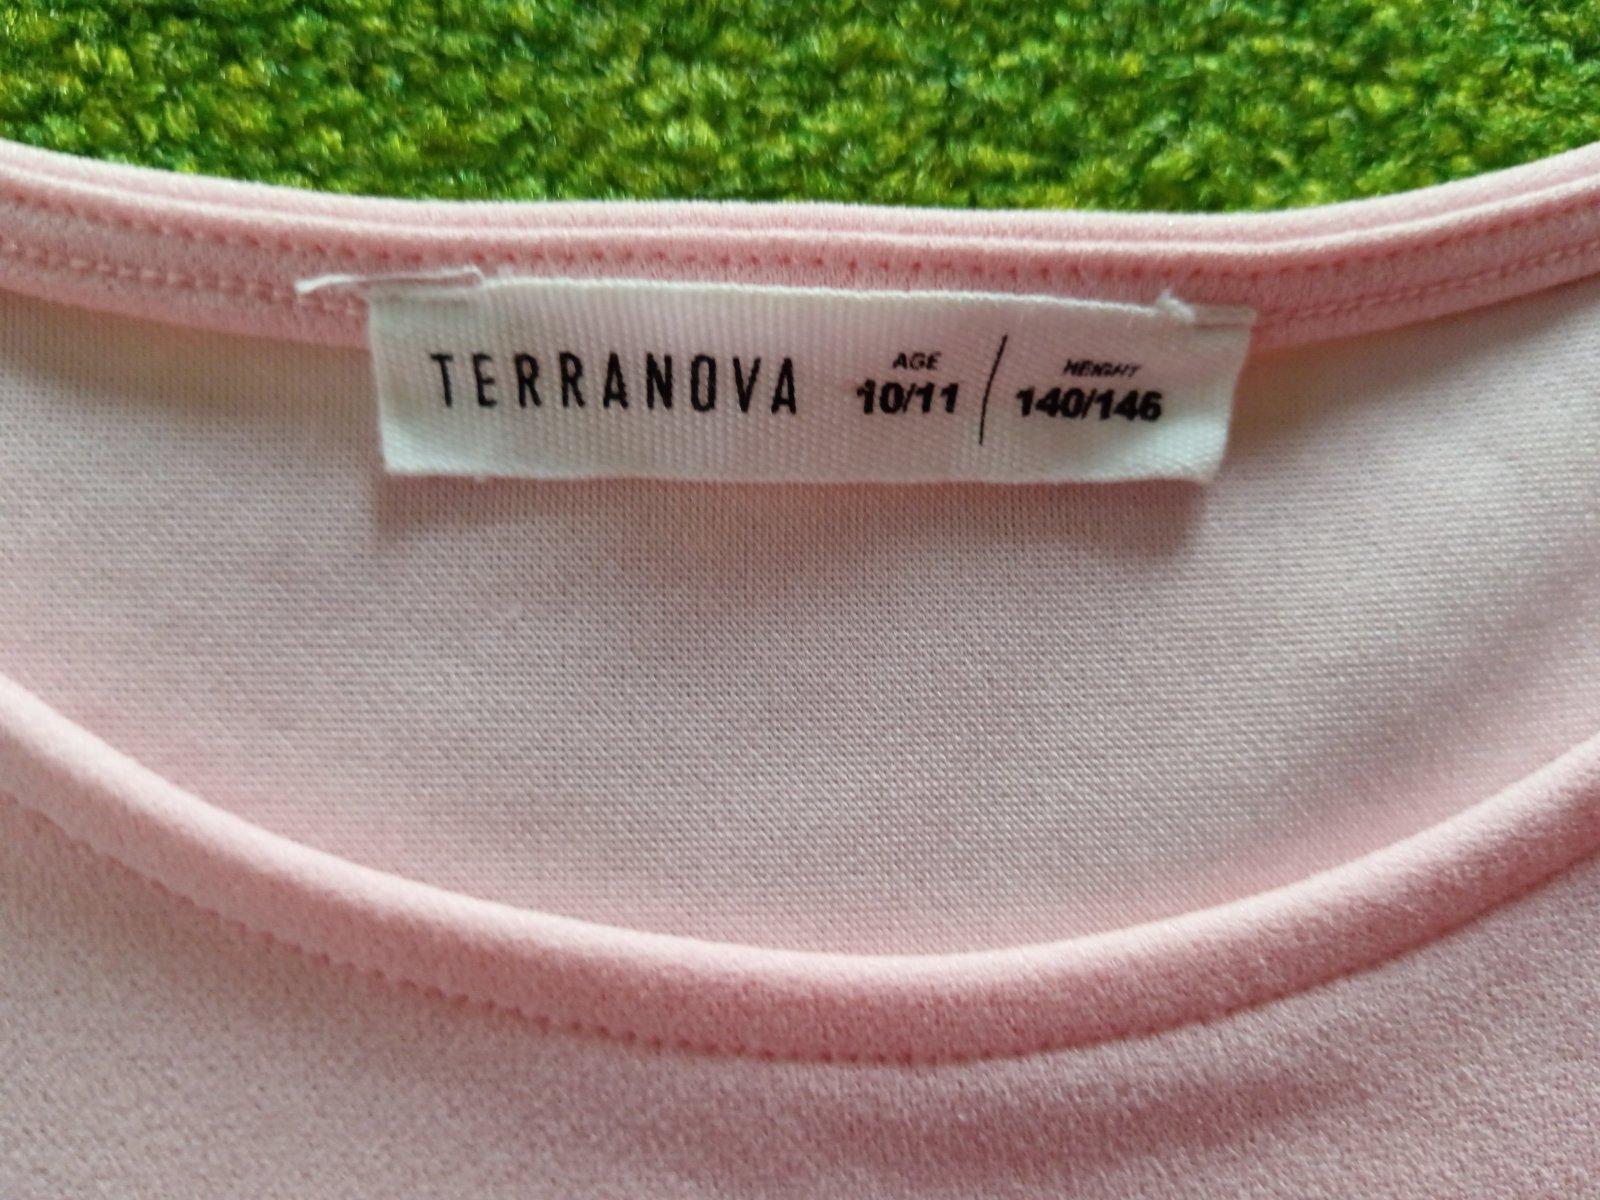 TERRANOVA
AGE
10/11
HEIGHT
140/146